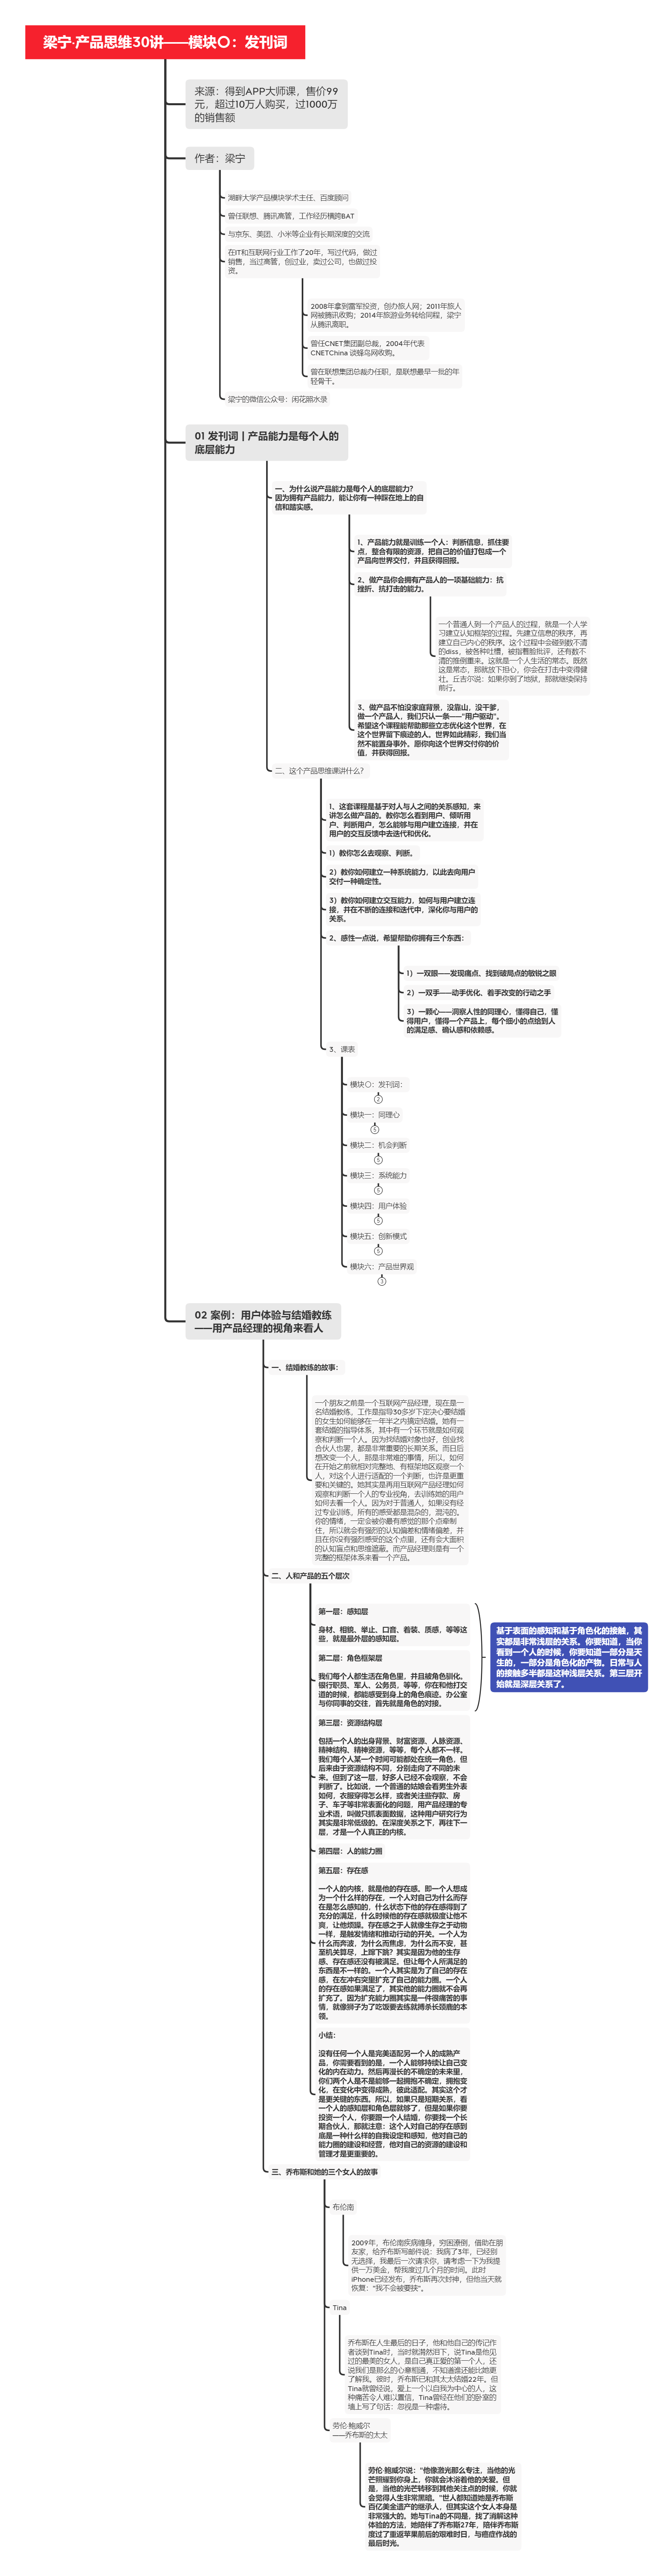 梁宁·产品思维30讲——模块〇：发刊词
来源：得到APP大师课，售价99
元，超过10万人购买，过1000万
的销售额
作者：梁宁
湖畔大学产品模块学术主任、百度顾问
曾任联想、腾讯高管，工作经历横跨BAT
与京东、美团、小米等企业有长期深度的交流
在IT和互联网行业工作了20年，写过代码，做过
销售，当过高管，创过业，卖过公司，也做过投
资。
2008年拿到雷军投资，创办旅人网；2011年旅人
网被腾讯收购；2014年旅游业务转给同程，梁宁
从腾讯离职。
曾任CNET集团副总裁，2004年代表
CNETChina 谈蜂鸟网收购。
曾在联想集团总裁办任职，是联想最早一批的年
轻骨干。
梁宁的微信公众号：闲花照水录
01 发刊词 | 产品能力是每个人的
底层能力
一、为什么说产品能力是每个人的底层能力？
因为拥有产品能力，能让你有一种踩在地上的自
信和踏实感。
1、产品能力就是训练一个人：判断信息，抓住要
点，整合有限的资源，把自己的价值打包成一个
产品向世界交付，并且获得回报。
2、做产品你会拥有产品人的一项基础能力：抗
挫折、抗打击的能力。
一个普通人到一个产品人的过程，就是一个人学
习建立认知框架的过程。先建立信息的秩序，再
建立自己内心的秩序。这个过程中会碰到数不清
的diss，被各种吐槽，被指着脸批评，还有数不
清的推倒重来。这就是一个人生活的常态。既然
这是常态，那就放下担心，你会在打击中变得健
壮。丘吉尔说：如果你到了地狱，那就继续保持
前行。
3、做产品不怕没家庭背景，没靠山，没干爹，
做一个产品人，我们只认一条——“用户驱动”。
希望这个课程能帮助那些立志优化这个世界，在
这个世界留下痕迹的人。世界如此精彩，我们当
然不能置身事外。愿你向这个世界交付你的价
值，并获得回报。
二、这个产品思维课讲什么？
1、这套课程是基于对人与人之间的关系感知，来
讲怎么做产品的。教你怎么看到用户、倾听用
户、判断用户，怎么能够与用户建立连接，并在
用户的交互反馈中去迭代和优化。
1）教你怎么去观察、判断。
2）教你如何建立一种系统能力，以此去向用户
交付一种确定性。
3）教你如何建立交互能力，如何与用户建立连
接，并在不断的连接和迭代中，深化你与用户的
关系。
2、感性一点说，希望帮助你拥有三个东西：
1）一双眼——发现痛点、找到破局点的敏锐之眼
2）一双手——动手优化、着手改变的行动之手
3）一颗心——洞察人性的同理心，懂得自己，懂
得用户，懂得一个产品上，每个细小的点给到人
的满足感、确认感和依赖感。
3、课表
模块〇：发刊词：
2
模块一：同理心
5
模块二：机会判断
5
模块三：系统能力
5
模块四：用户体验
5
模块五：创新模式
5
模块六：产品世界观
3
02 案例：用户体验与结婚教练
——用产品经理的视角来看人
一、结婚教练的故事：
一个朋友之前是一个互联网产品经理，现在是一
名结婚教练，工作是指导30多岁下定决心要结婚
的女生如何能够在一年半之内搞定结婚。她有一
套结婚的指导体系，其中有一个环节就是如何观
察和判断一个人。因为找结婚对象也好，创业找
合伙人也罢，都是非常重要的长期关系。而日后
想改变一个人，那是非常难的事情，所以，如何
在开始之前就相对完整地、有框架地区观察一个
人，对这个人进行适配的一个判断，也许是更重
要和关键的。她其实是再用互联网产品经理如何
观察和判断一个人的专业视角，去训练她的用户
如何去看一个人。因为对于普通人，如果没有经
过专业训练，所有的感受都是混杂的，混沌的。
你的情绪，一定会被你最有感觉的那个点牵制
住，所以就会有强烈的认知偏差和情绪偏差，并
且在你没有强烈感受的这个点里，还有会大面积
的认知盲点和思维遮蔽。而产品经理则是有一个
完整的框架体系来看一个产品。
二、人和产品的五个层次
第一层：感知层
身材、相貌、举止、口音、着装、质感，等等这
些，就是最外层的感知层。
第二层：角色框架层
我们每个人都生活在角色里，并且被角色驯化。
银行职员、军人、公务员，等等，你在和他打交
道的时候，都能感受到身上的角色痕迹。办公室
与你同事的交往，首先就是角色的对接。
基于表面的感知和基于角色化的接触，其
实都是非常浅层的关系。你要知道，当你
看到一个人的时候，你要知道一部分是天
生的，一部分是角色化的产物。日常与人
的接触多半都是这种浅层关系。第三层开
始就是深层关系了。
第三层：资源结构层
包括一个人的出身背景、财富资源、人脉资源、
精神结构、精神资源，等等，每个人都不一样。
我们每个人某一个时间可能都处在统一角色，但
后来由于资源结构不同，分别走向了不同的未
来。但到了这一层，好多人已经不会观察，不会
判断了。比如说，一个普通的姑娘会看男生外表
如何，衣服穿得怎么样，或者关注些存款、房
子、车子等非常表面化的问题，用产品经理的专
业术语，叫做只抓表面数据，这种用户研究行为
其实是非常低级的。在深度关系之下，再往下一
层，才是一个人真正的内核。
第四层：人的能力圈
第五层：存在感
一个人的内核，就是他的存在感。即一个人想成
为一个什么样的存在，一个人对自己为什么而存
在是怎么感知的，什么状态下他的存在感得到了
充分的满足，什么时候他的存在感就极度让他不
爽，让他烦躁。存在感之于人就像生存之于动物
一样，是触发情绪和推动行动的开关。一个人为
什么而奔波，为什么而焦虑，为什么而不安，甚
至机关算尽，上蹿下跳？其实是因为他的生存
感、存在感还没有被满足。但让每个人所满足的
东西是不一样的。一个人其实是为了自己的存在
感，在左冲右突里扩充了自己的能力圈。一个人
的存在感如果满足了，其实他的能力圈就不会再
扩充了。因为扩充能力圈其实是一件很痛苦的事
情，就像狮子为了吃饭要去练就搏杀长颈鹿的本
领。
小结：
没有任何一个人是完美适配另一个人的成熟产
品，你需要看到的是，一个人能够持续让自己变
化的内在动力。然后再漫长的不确定的未来里，
你们两个人是不是能够一起拥抱不确定，拥抱变
化，在变化中变得成熟，彼此适配。其实这个才
是更关键的东西。所以，如果只是短期关系，看
一个人的感知层和角色层就够了，但是如果你要
投资一个人，你要跟一个人结婚，你要找一个长
期合伙人，那就注意：这个人对自己的存在感到
底是一种什么样的自我设定和感知，他对自己的
能力圈的建设和经营，他对自己的资源的建设和
管理才是更重要的。
三、乔布斯和她的三个女人的故事
布伦南
2009年，布伦南疾病缠身，穷困潦倒，借助在朋
友家，给乔布斯写邮件说：我病了3年，已经别
无选择，我最后一次请求你，请考虑一下为我提
供一万美金，帮我度过几个月的时间。此时
iPhone已经发布，乔布斯再次封神，但他当天就
恢复：“我不会被要挟”。
Tina
乔布斯在人生最后的日子，他和他自己的传记作
者谈到Tina时，当时就潸然泪下，说Tina是他见
过的最美的女人，是自己真正爱的第一个人，还
说我们是那么的心意相通，不知道谁还能比她更
了解我。彼时，乔布斯已和其太太结婚22年。但
Tina就曾经说，爱上一个以自我为中心的人，这
种痛苦令人难以置信，Tina曾经在他们的卧室的
墙上写了句话：忽视是一种虐待。
劳伦·鲍威尔
——乔布斯的太太
劳伦·鲍威尔说：“他像激光那么专注，当他的光
芒照耀到你身上，你就会沐浴着他的关爱。但
是，当他的光芒转移到其他关注点的时候，你就
会觉得人生非常黑暗。”世人都知道她是乔布斯
百亿美金遗产的继承人，但其实这个女人本身是
非常强大的。她与Tina的不同是，找了消解这种
体验的方法，她陪伴了乔布斯27年，陪伴乔布斯
度过了重返苹果前后的艰难时日，与癌症作战的
最后时光。